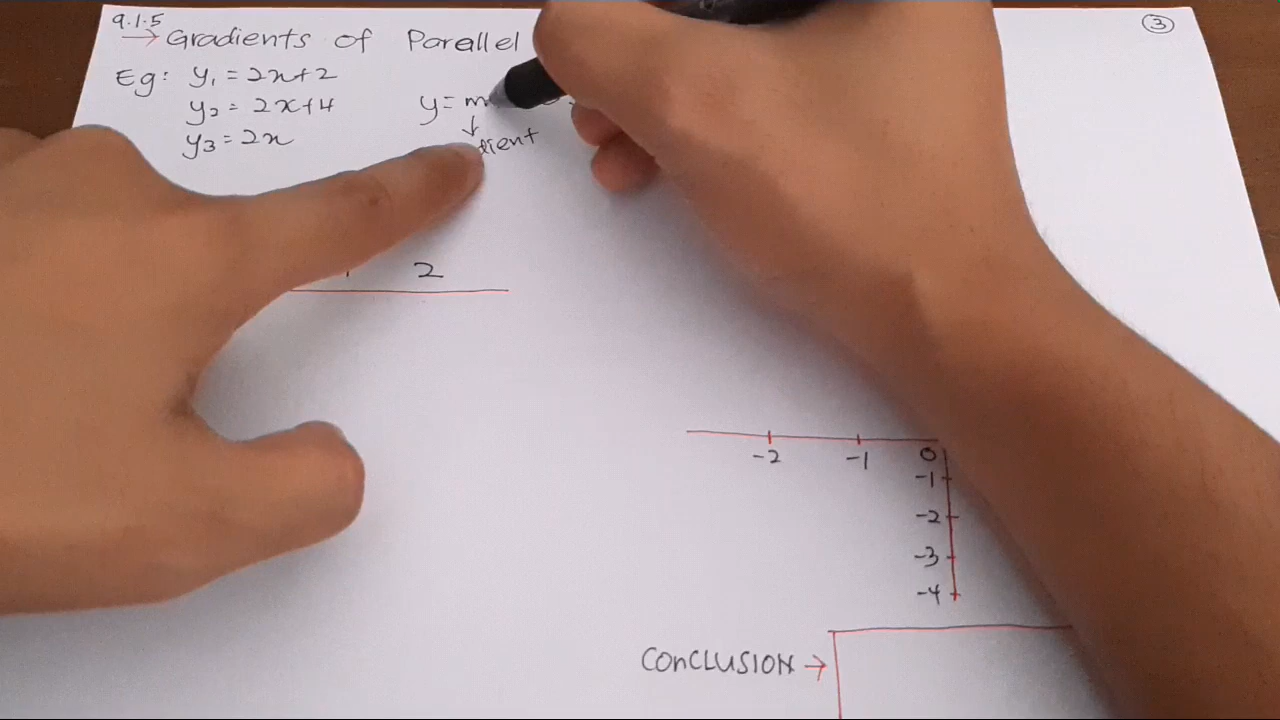 9.1.5
→ Gradients of Parallel
③
Eg: y₁ = 2x+2
y₂ = 2x+4
y₃ = 2x
y = m
↓
dient
2
-2 -1 0
-1
-2
-3
-4
CONCLUSION →